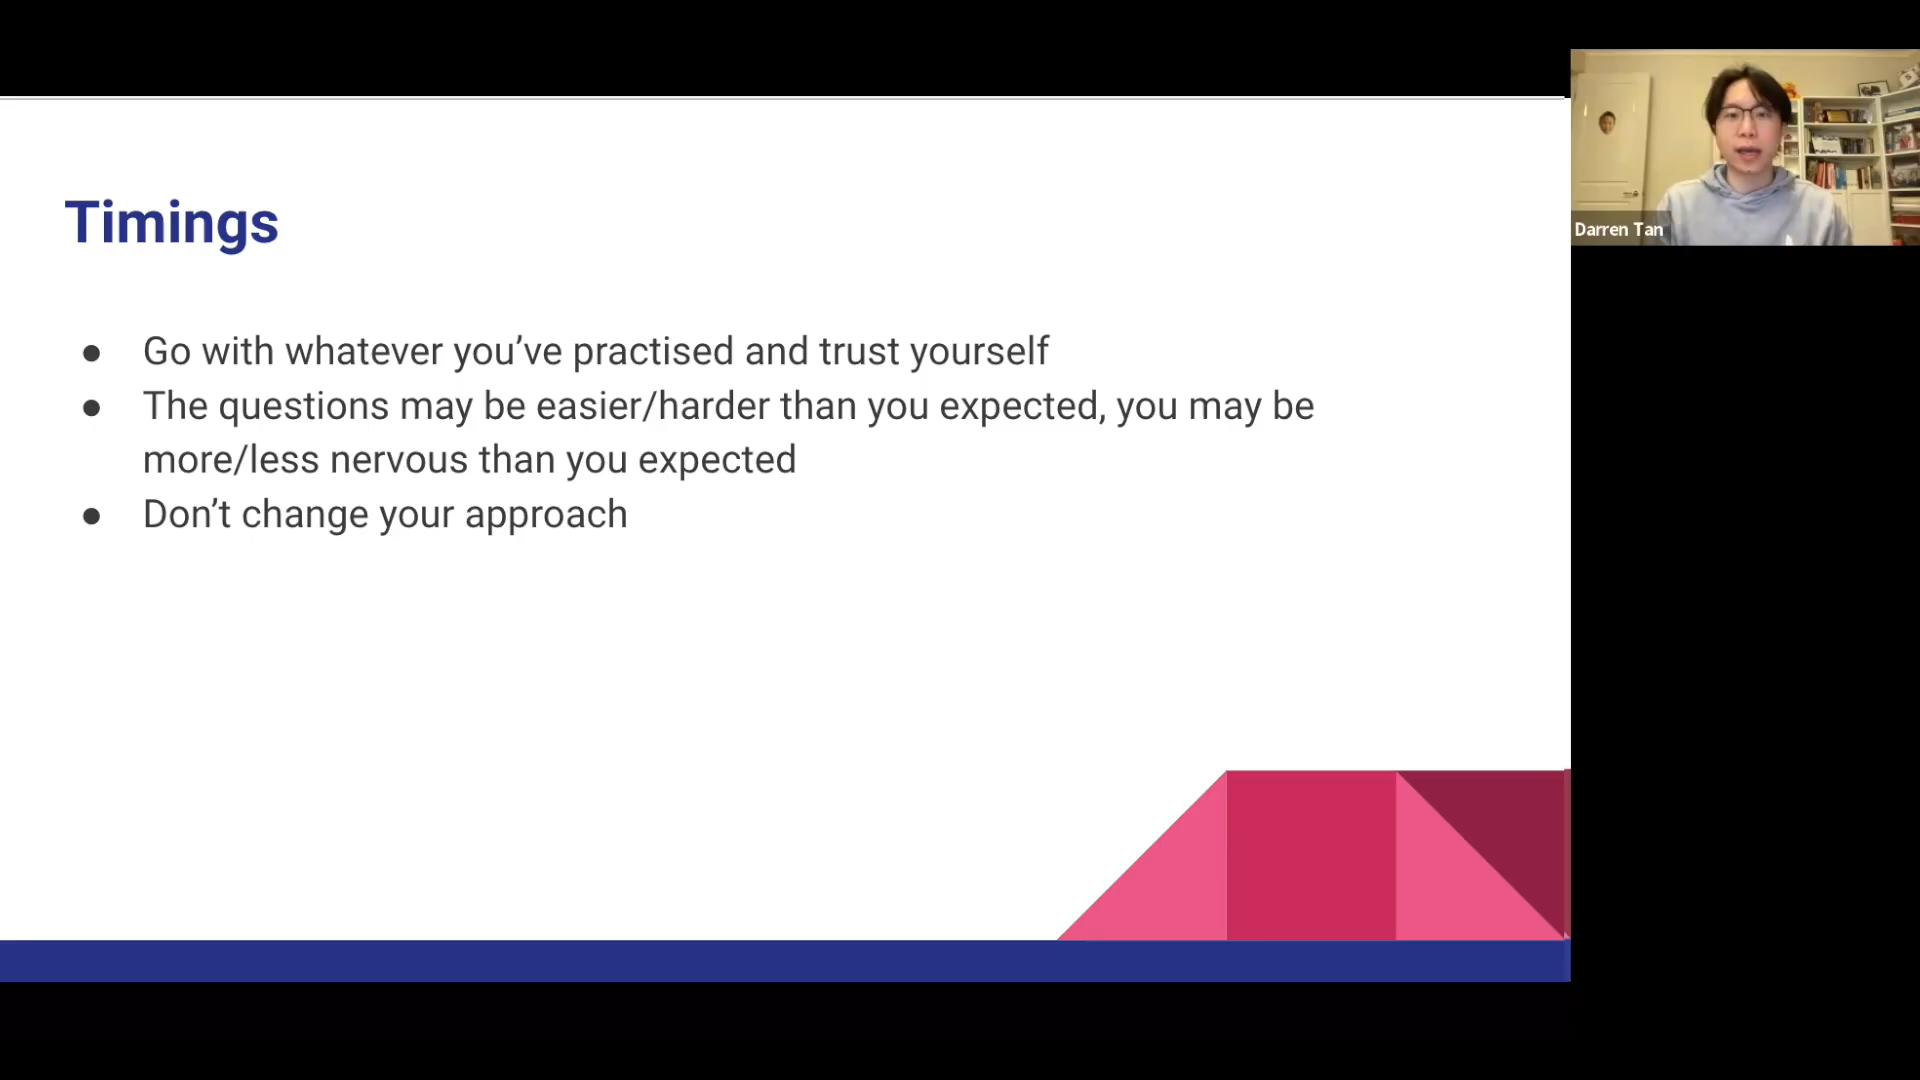 Timings
● Go with whatever you’ve practised and trust yourself
● The questions may be easier/harder than you expected, you may be
more/less nervous than you expected
● Don’t change your approach
Darren Tan